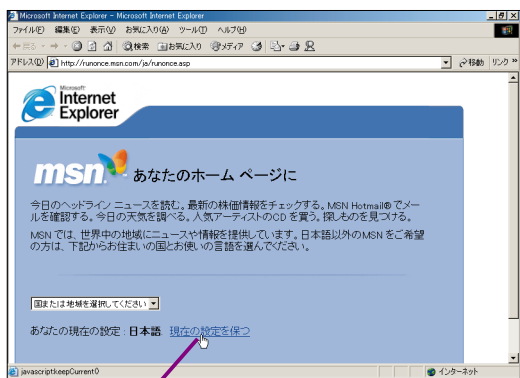 Microsoft Internet Explorer - Microsoft Internet Explorer
ファイル(F) 編集(E) 表示(V) お気に入り(A) ツール(T) ヘルプ(H)
戻る 検索 お気に入り メディア
アドレス(D) http://runonce.msn.com/ja/runonce.asp 移動 リンク »
Microsoft
Internet
Explorer
msn. あなたのホーム ページに
今日のヘッドライン ニュースを読む。最新の株価情報をチェックする。MSN Hotmail® でメー
ルを確認する。今日の天気を調べる。人気アーティストのCD を買う。探しものを見つける。
MSN では、世界中の地域にニュースや情報を提供しています。日本語以外のMSN をご希望
の方は、下記からお住まいの国とお使いの言語を選んでください。
国または地域を選択してください
あなたの現在の設定 : 日本語. 現在の設定を保つ
javascript:keepCurrent() インターネット